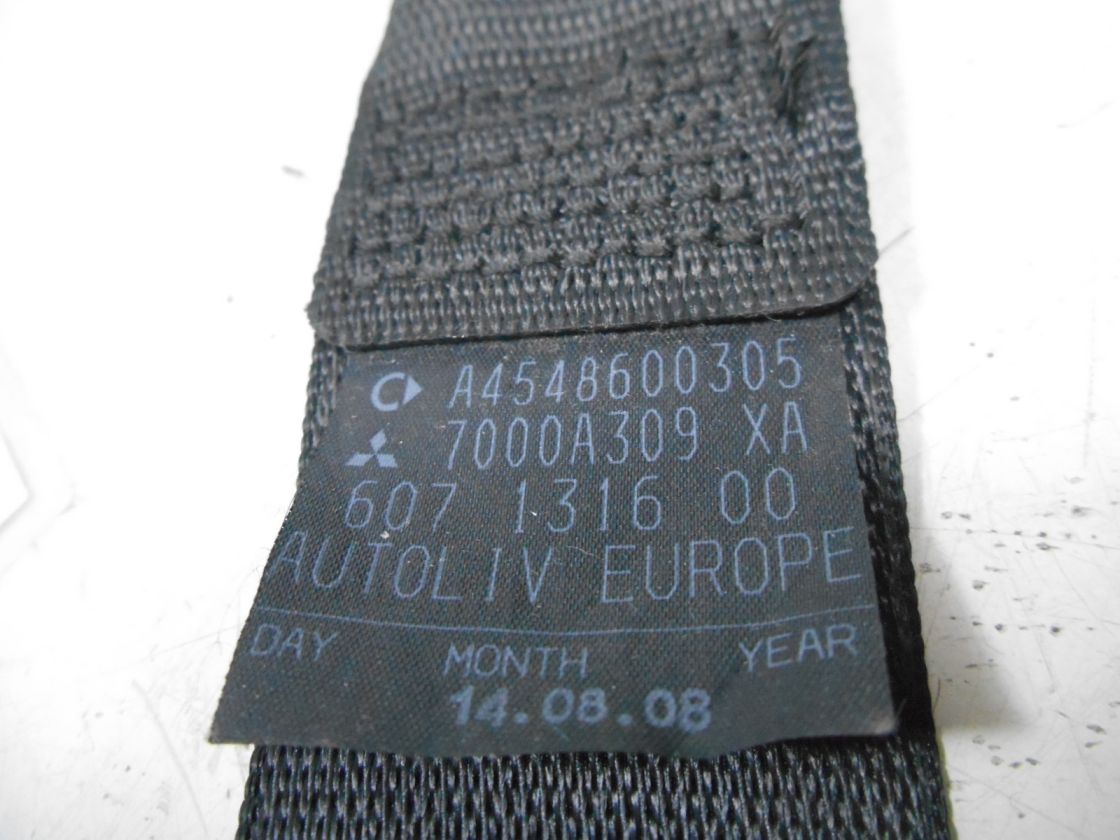 A4548600305
7000A309 XA
607 1316 00
AUTOLIV EUROPE
DAY MONTH YEAR
14.08.08